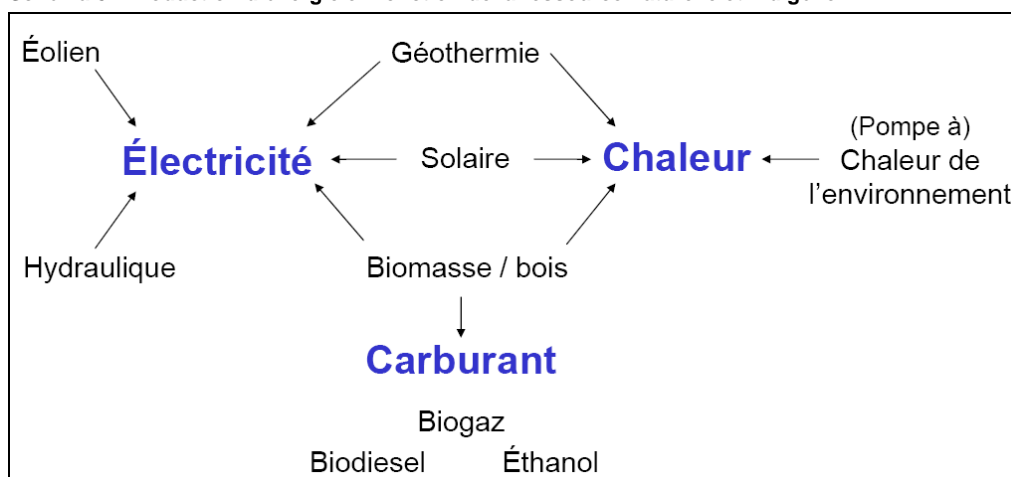 Éolien
Géothermie
Électricité
Solaire
Chaleur
(Pompe à)
Chaleur de
l'environnement
Hydraulique
Biomasse / bois
Carburant
Biogaz
Biodiesel
Éthanol